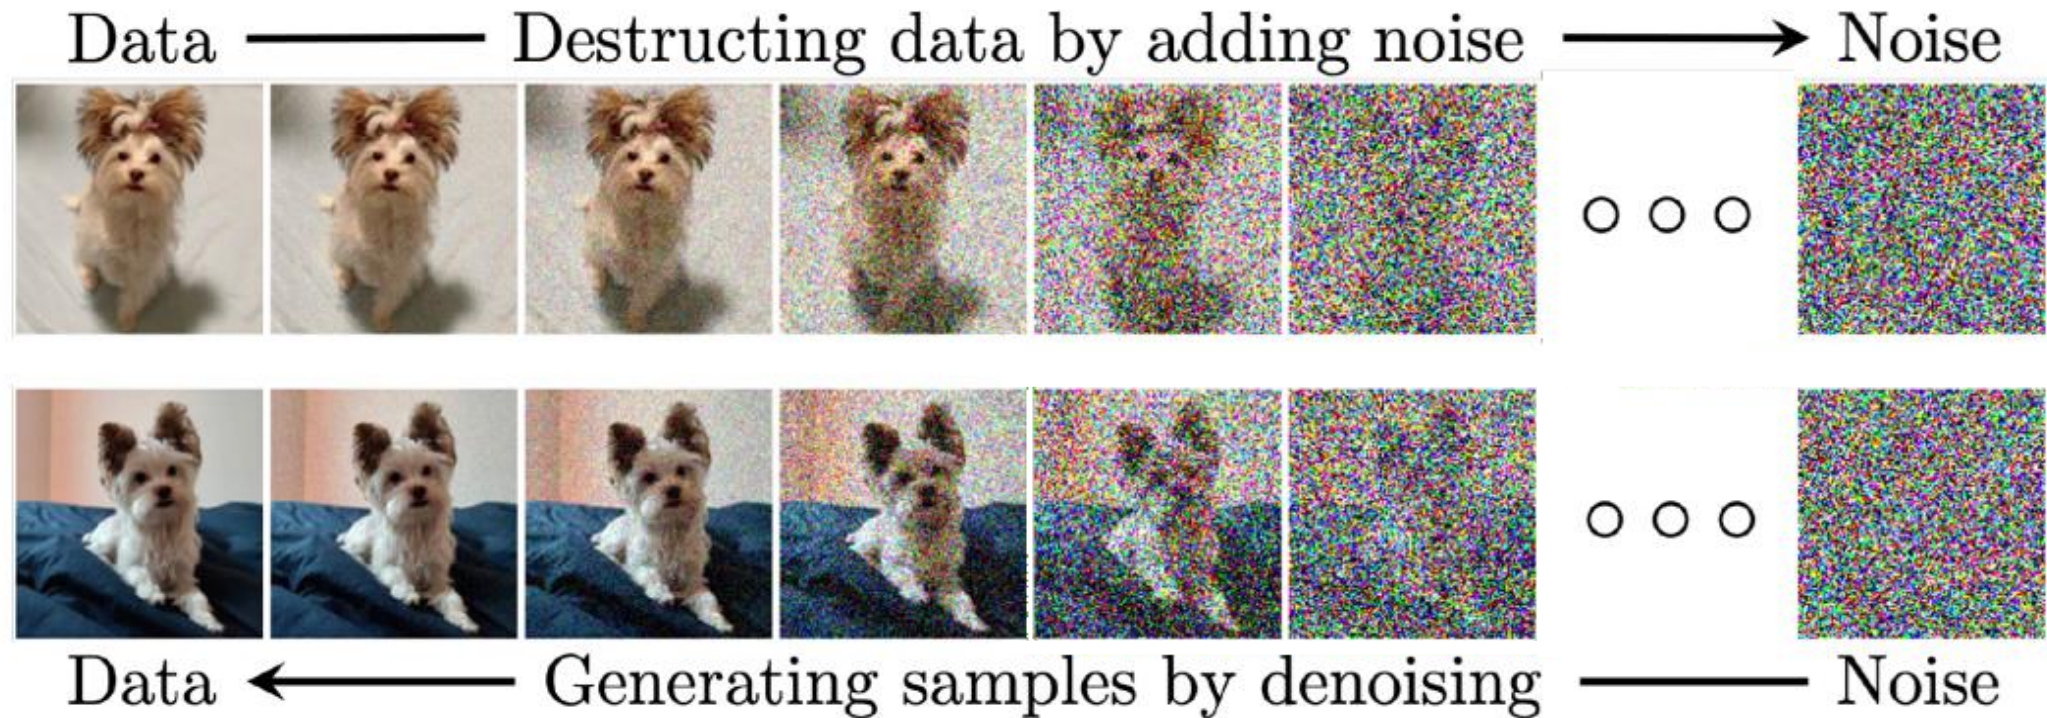 Data Destructing data by adding noise Noise
Data Generating samples by denoising Noise